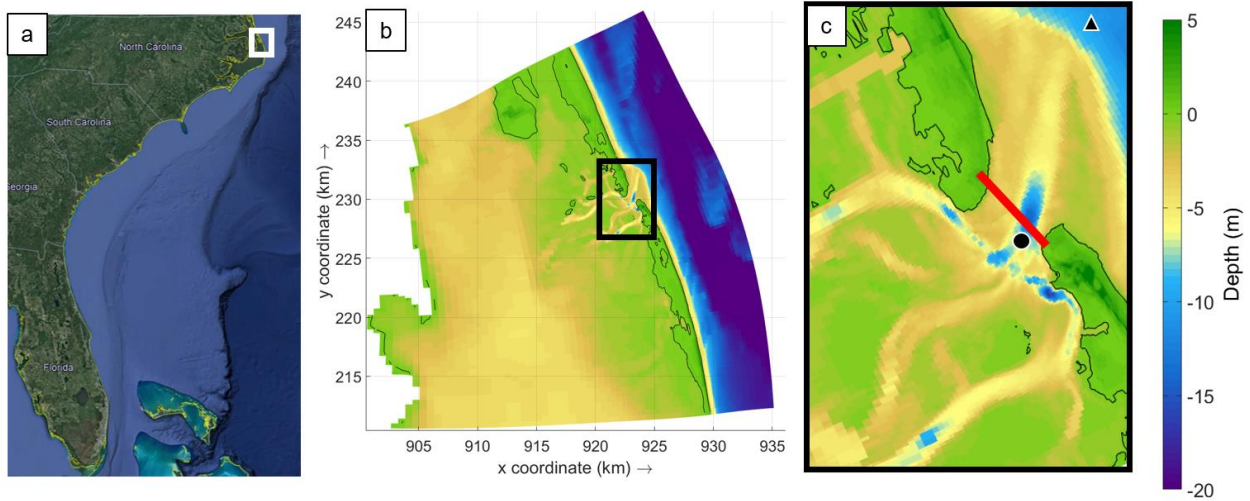 a
North Carolina
South Carolina
Georgia
Florida
b
245
240
235
230
225
220
215
905
910
915
920
925
930
935
x coordinate (km) →
y coordinate (km) →
c
5
0
-5
-10
-15
-20
Depth (m)